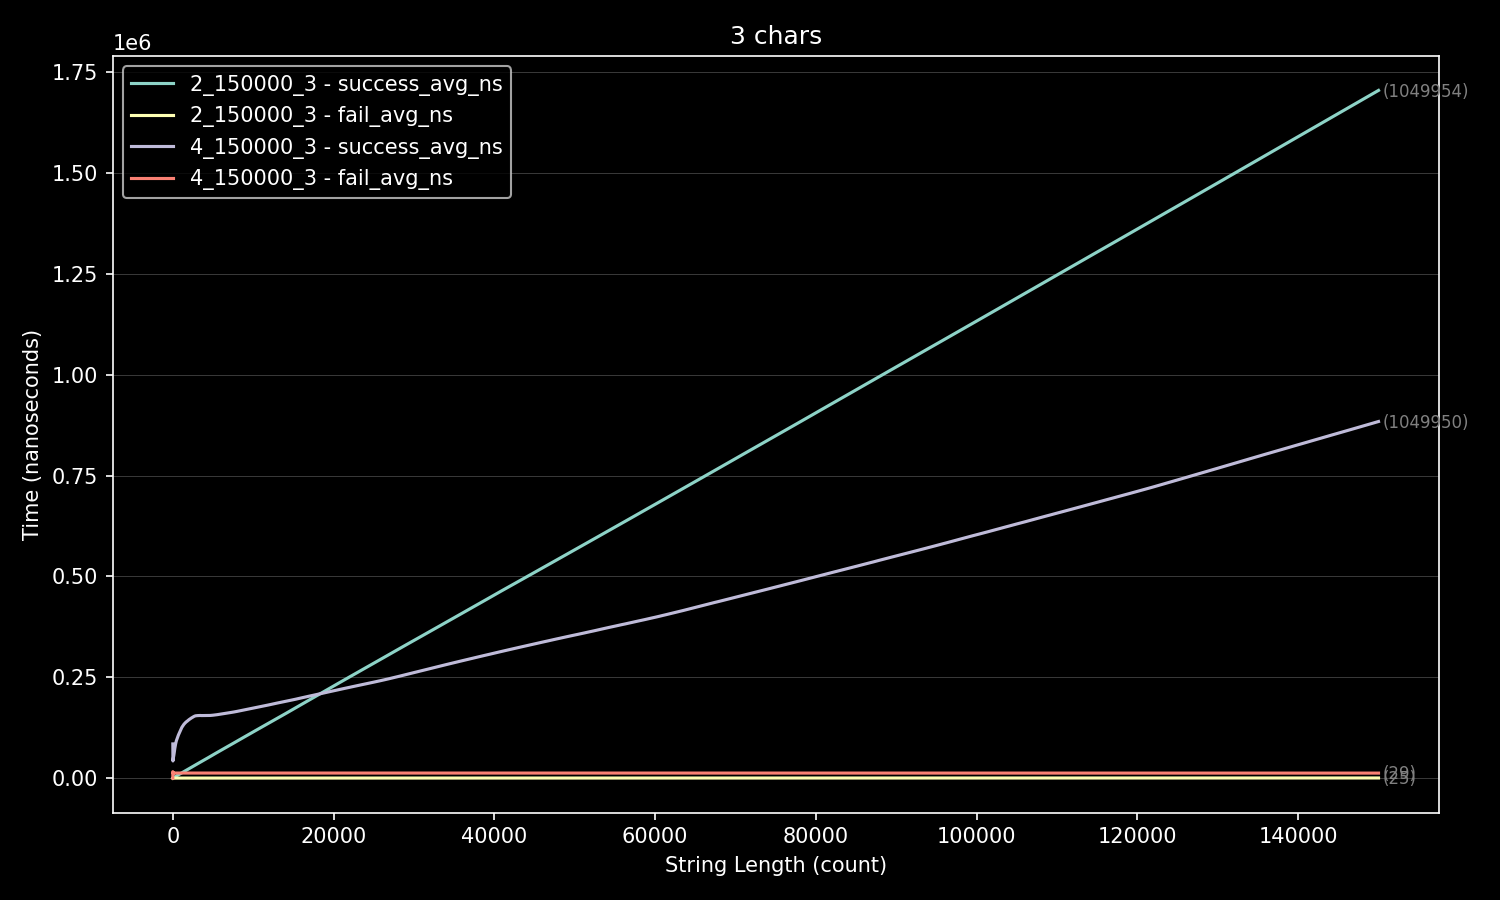 3 chars
1e6
2_150000_3 - success_avg_ns
2_150000_3 - fail_avg_ns
4_150000_3 - success_avg_ns
4_150000_3 - fail_avg_ns
1.75
1.50
1.25
1.00
0.75
0.50
0.25
0.00
Time (nanoseconds)
(1049954)
(1049950)
0
20000
40000
60000
80000
100000
120000
140000
String Length (count)